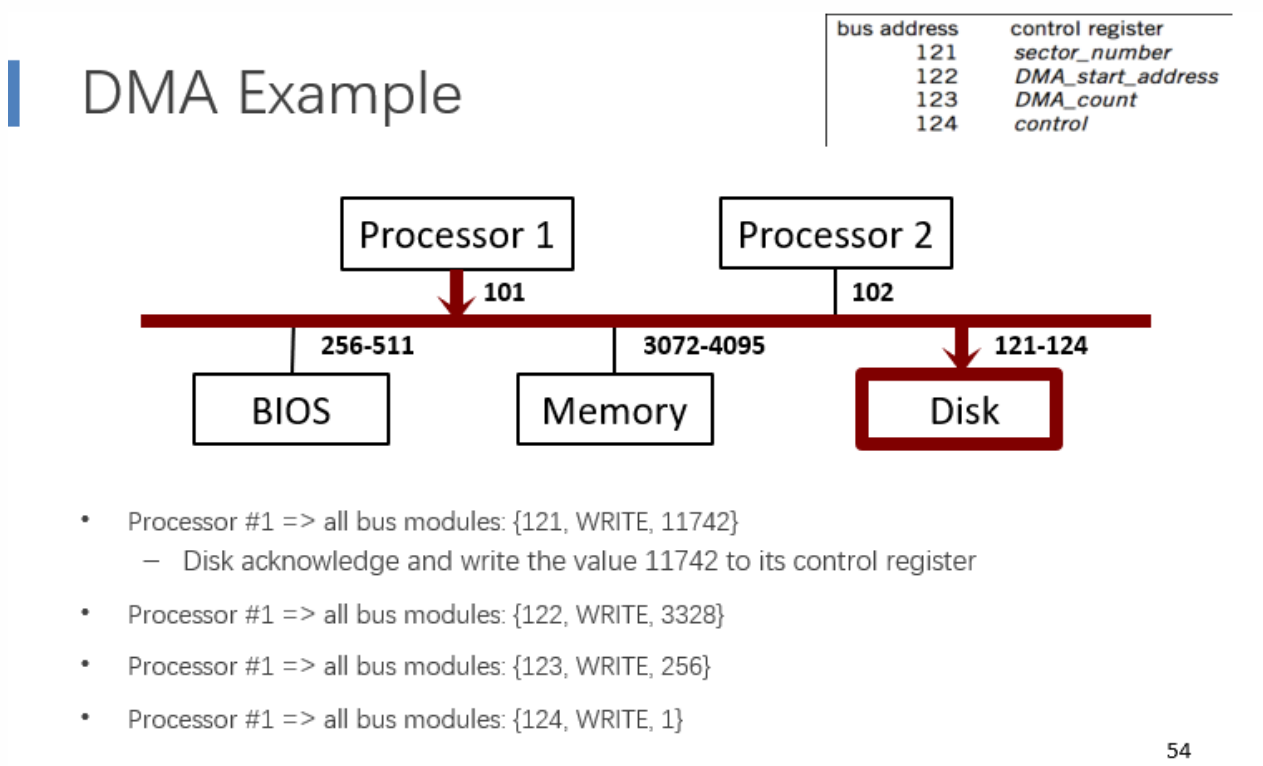 bus address control register
121 sector_number
122 DMA_start_address
123 DMA_count
124 control
DMA Example
Processor 1
Processor 2
101
102
256-511
3072-4095
121-124
BIOS
Memory
Disk
• Processor #1 => all bus modules: {121, WRITE, 11742}
– Disk acknowledge and write the value 11742 to its control register
• Processor #1 => all bus modules: {122, WRITE, 3328}
• Processor #1 => all bus modules: {123, WRITE, 256}
• Processor #1 => all bus modules: {124, WRITE, 1}
54